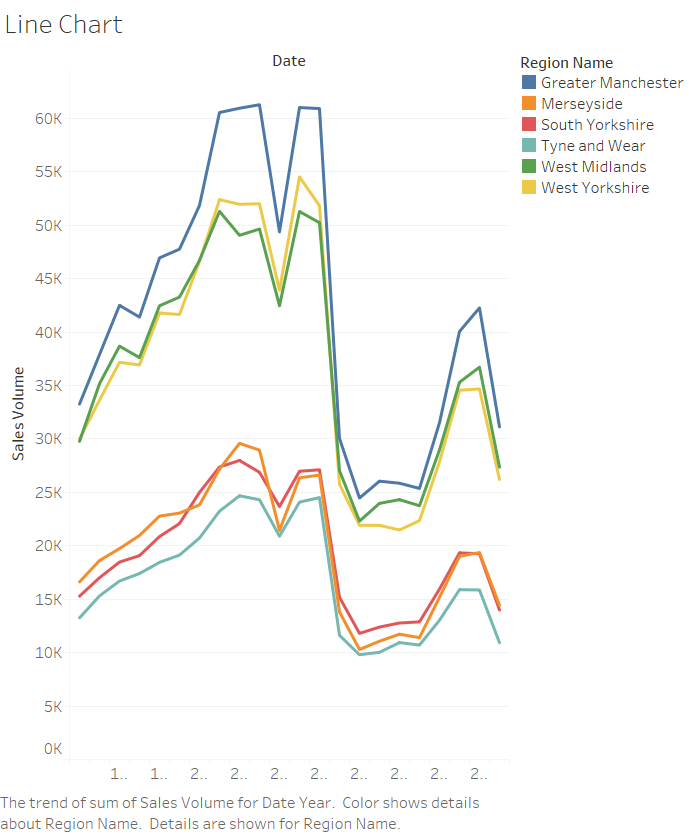 Line Chart
Date
Region Name
Greater Manchester
Merseyside
South Yorkshire
Tyne and Wear
West Midlands
West Yorkshire
Sales Volume
60K
55K
50K
45K
40K
35K
30K
25K
20K
15K
10K
5K
0K
1.. 1.. 2.. 2.. 2.. 2.. 2.. 2.. 2.. 2..
The trend of sum of Sales Volume for Date Year. Color shows details
about Region Name. Details are shown for Region Name.